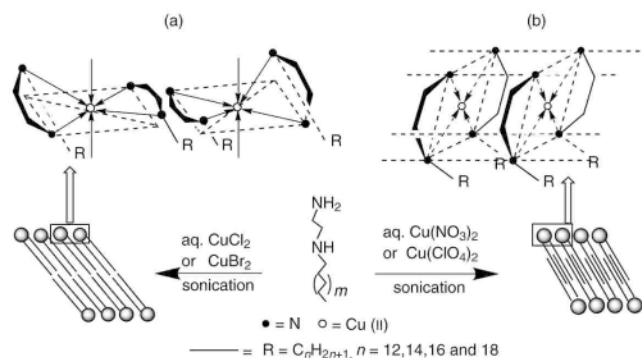 (a)
(b)
R
R
R
R
R
NH₂
NH
m
aq. CuCl₂
or CuBr₂
sonication
aq. Cu(NO₃)₂
or Cu(ClO₄)₂
sonication
● = N ○ = Cu (II)
—— = R = CₙH₂ₙ₊₁, n = 12,14,16 and 18